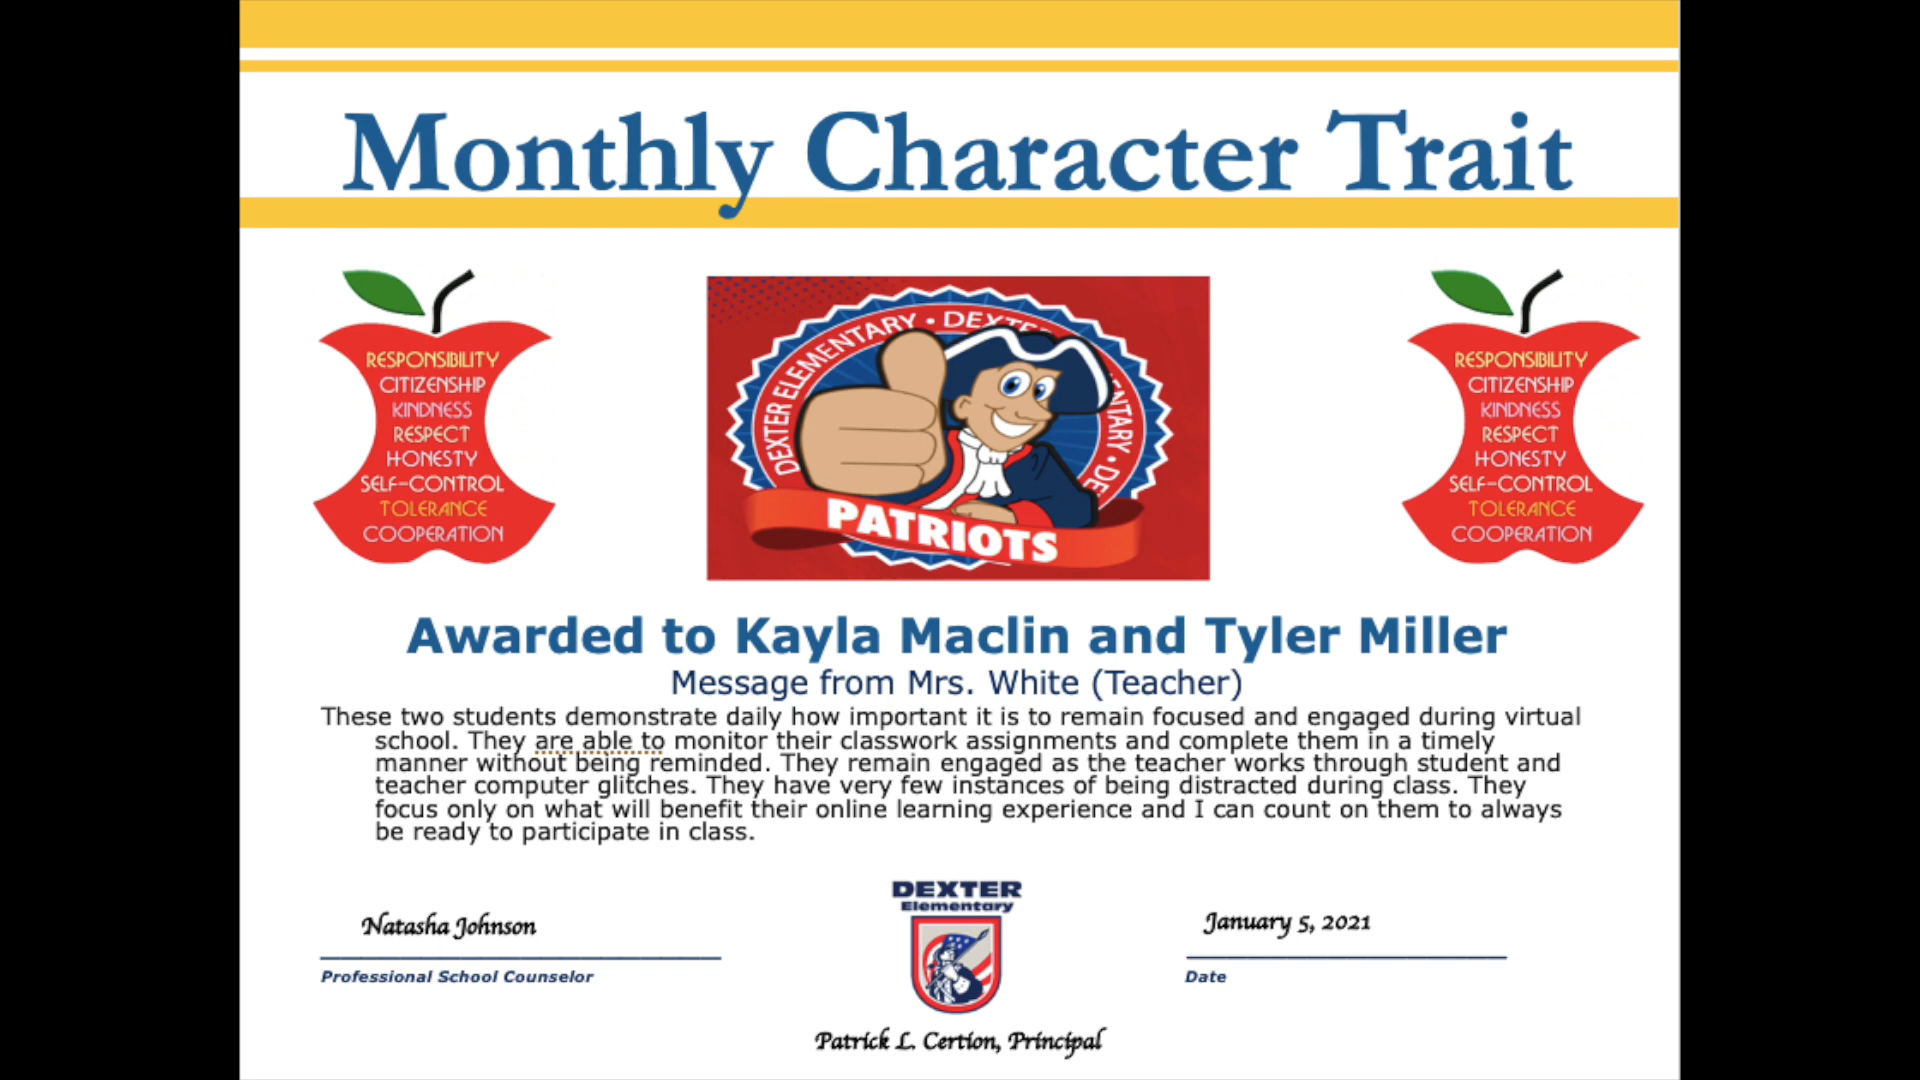 Monthly Character Trait
RESPONSIBILITY
CITIZENSHIP
KINDNESS
RESPECT
HONESTY
SELF-CONTROL
TOLERANCE
COOPERATION
DEXTER ELEMENTARY • DEXTE
NTARY • DE
PATRIOTS
RESPONSIBILITY
CITIZENSHIP
KINDNESS
RESPECT
HONESTY
SELF-CONTROL
TOLERANCE
COOPERATION
Awarded to Kayla Maclin and Tyler Miller
Message from Mrs. White (Teacher)
These two students demonstrate daily how important it is to remain focused and engaged during virtual
school. They are able to monitor their classwork assignments and complete them in a timely
manner without being reminded. They remain engaged as the teacher works through student and
teacher computer glitches. They have very few instances of being distracted during class. They
focus only on what will benefit their online learning experience and I can count on them to always
be ready to participate in class.
Natasha Johnson
Professional School Counselor
DEXTER
Elementary
January 5, 2021
Date
Patrick L. Certion, Principal